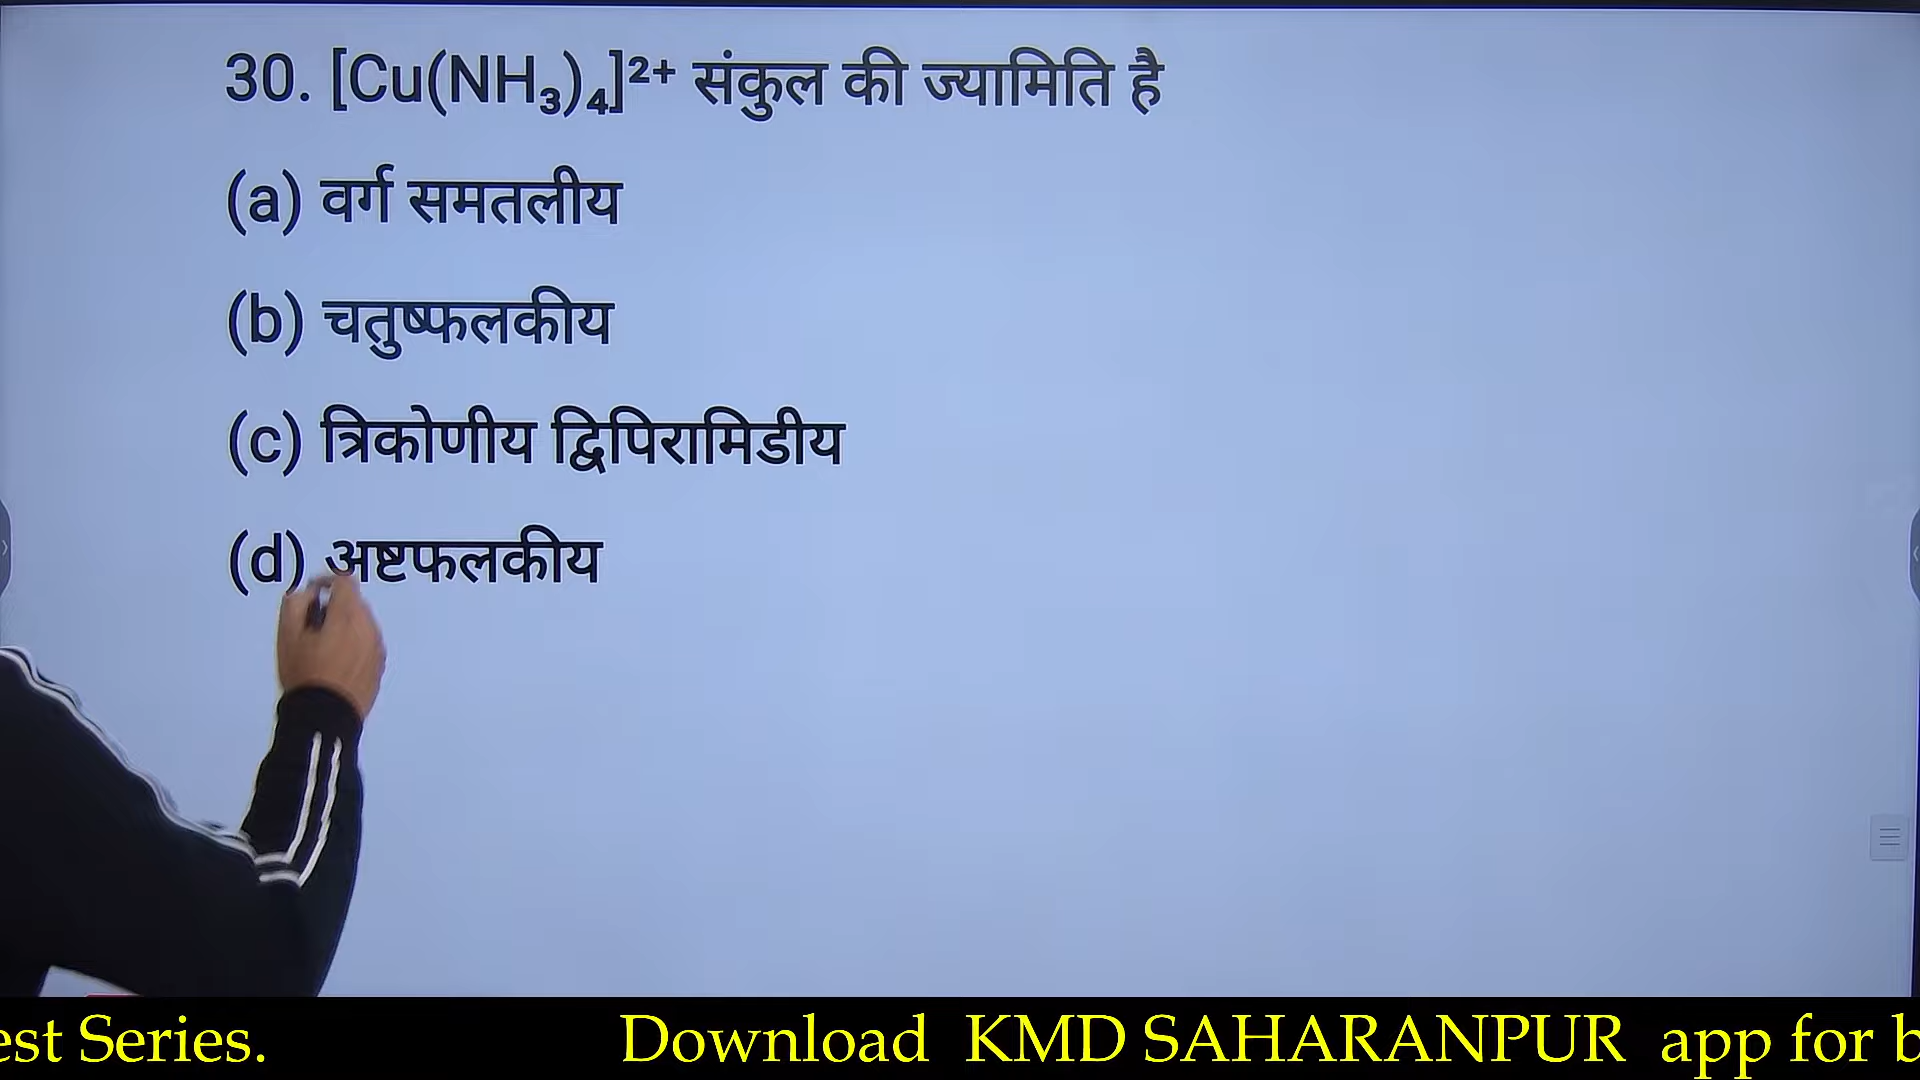 30. [Cu(NH₃)₄]²⁺ संकुल की ज्यामिति है
(a) वर्ग समतलीय
(b) चतुष्फलकीय
(c) त्रिकोणीय द्विपिरामिडीय
(d) अष्टफलकीय
est Series. Download KMD SAHARANPUR app for b